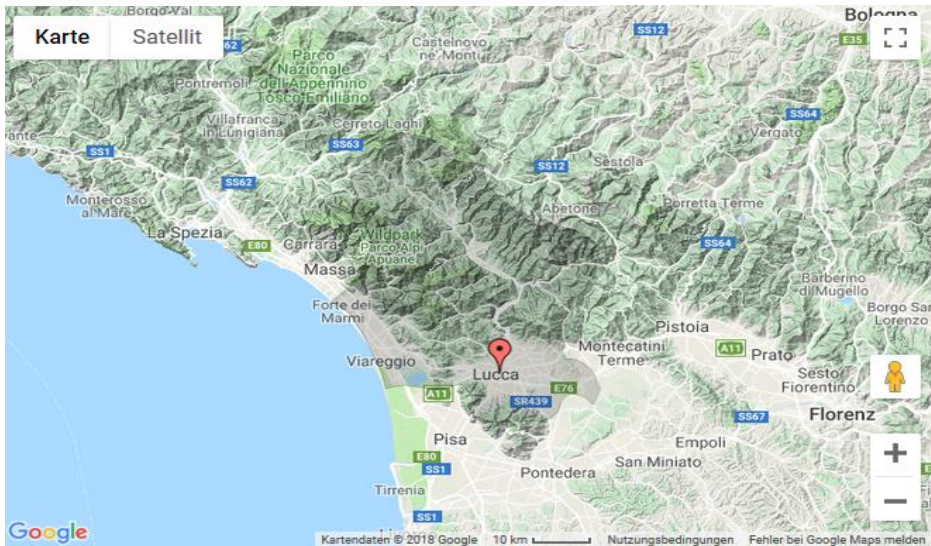 Borgo-Val
Bologna
Karte Satellit
SS62
SS12
E35
Castelnovo
ne' Monti
Parco
Nazionale
dell'Appennino
Tosco-Emiliano
Pontremoli
SS64
Villafranca
in Lunigiana
Cerreto Laghi
Vergato
SS1
SS63
SS12
Sestola
SS62
Monterosso
al Mare
Abetone
Porretta Terme
La Spezia
E80
Carrara
Wildpark
Parco Alpi
Apuane
SS64
Massa
Barberino
di Mugello
Forte dei
Marmi
Borgo San
Lorenzo
Pistoia
Viareggio
Lucca
Montecatini
Terme
A11
Prato
Sesto
Fiorentino
A11
E76
SR439
SS67
Florenz
Pisa
Empoli
E80
SS1
San Miniato
Pontedera
Tirrenia
SS1
Google
Kartendaten © 2018 Google 10 km Nutzungsbedingungen Fehler bei Google Maps melden